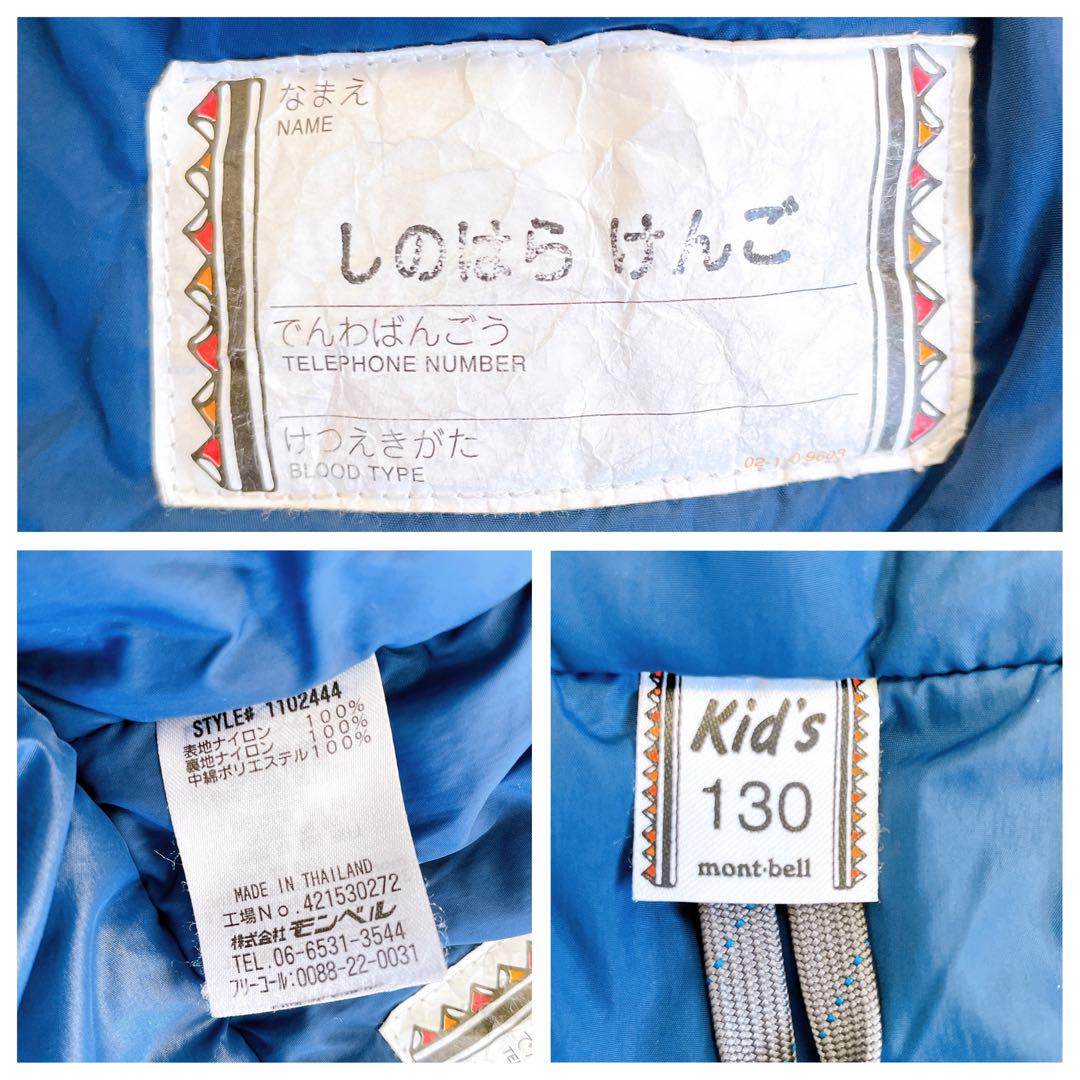 なまえ
NAME
しのはら けんご
でんわばんごう
TELEPHONE NUMBER
けつえきがた
BLOOD TYPE
STYLE# 1102444
表地ナイロン 100%
裏地ナイロン 100%
中綿ポリエステル100%
MADE IN THAILAND
工場No.421530272
株式会社 モンベル
TEL.06-6531-3544
フリーコール:0088-22-0031
Kid's
130
mont-bell